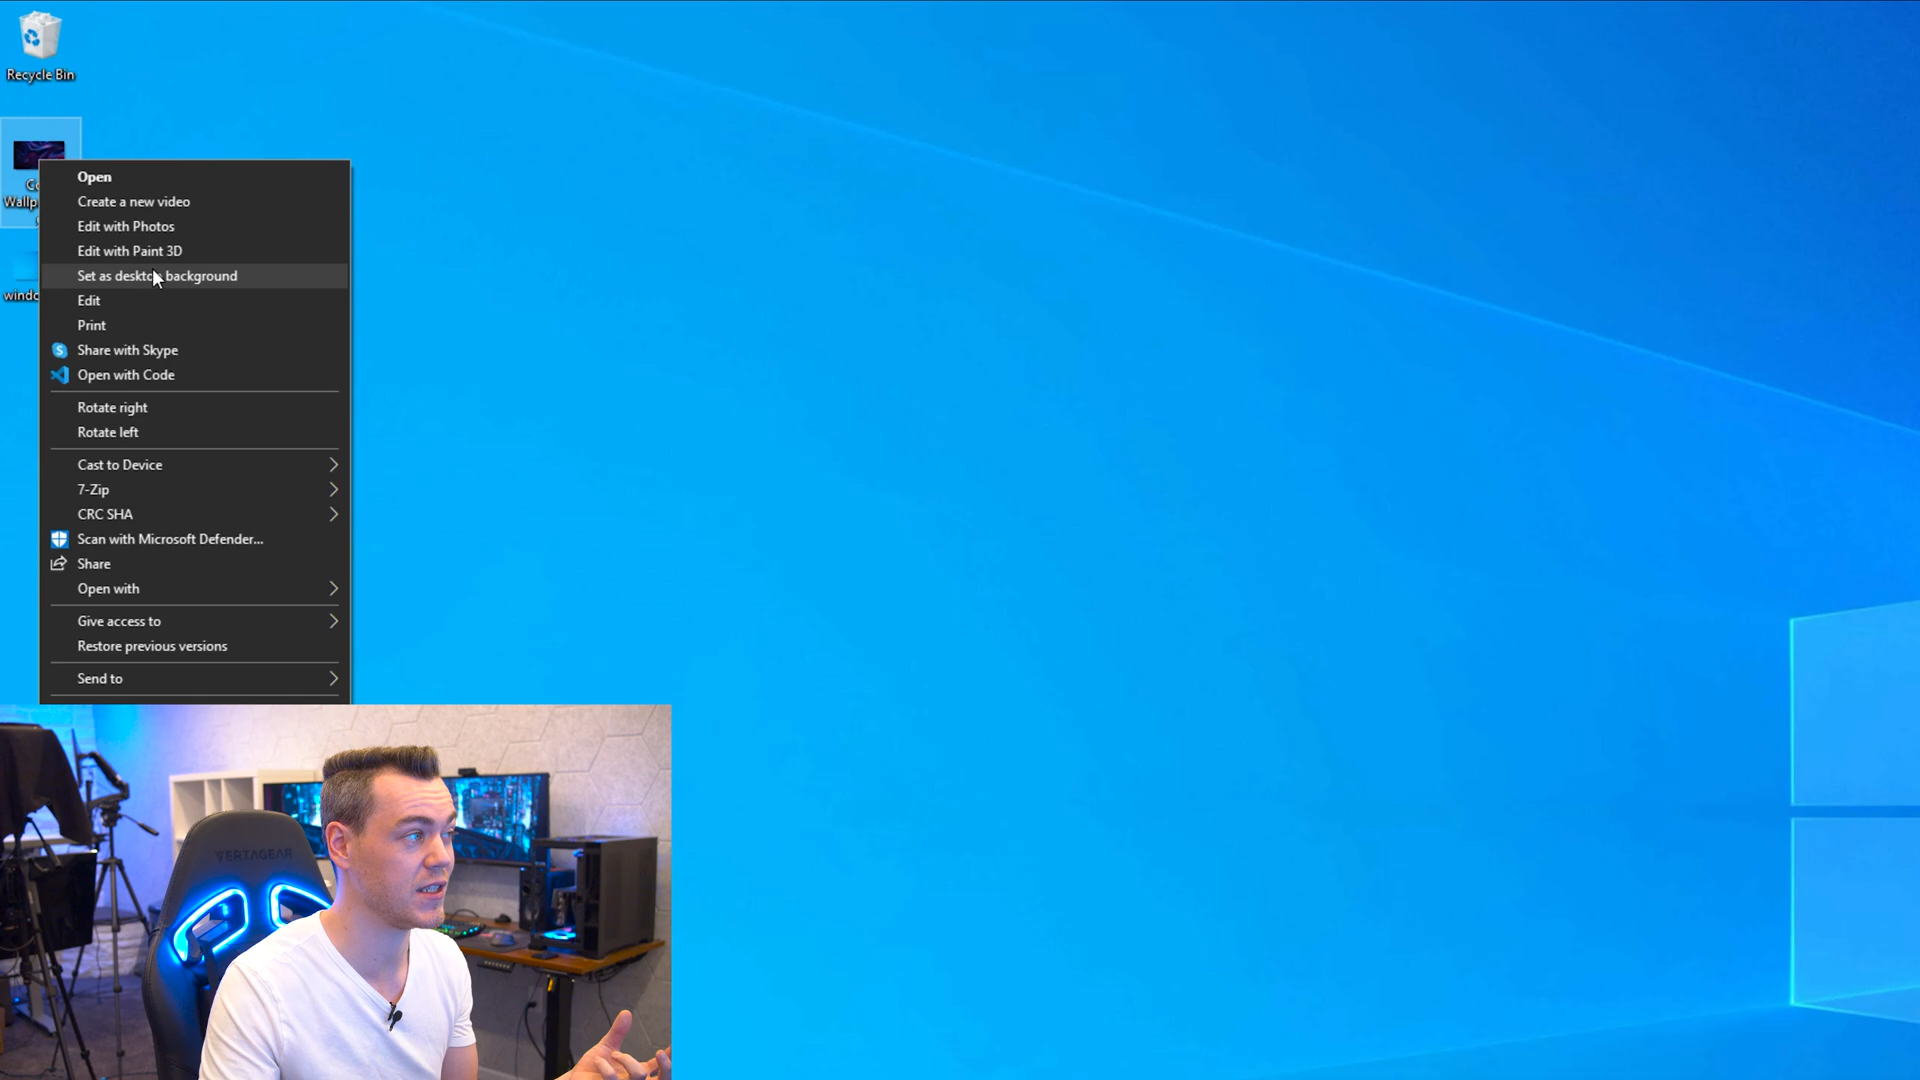 Recycle Bin
Open
Create a new video
Edit with Photos
Edit with Paint 3D
Set as desktop background
Edit
Print
Share with Skype
Open with Code
Rotate right
Rotate left
Cast to Device
7-Zip
CRC SHA
Scan with Microsoft Defender...
Share
Open with
Give access to
Restore previous versions
Send to
VERTAGEAR